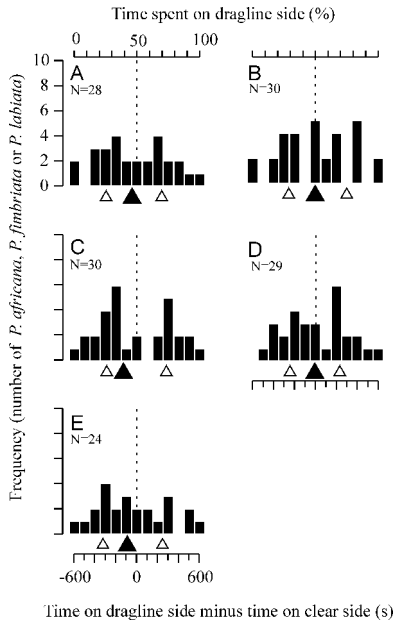 Time spent on dragline side (%)
0 50 100
Frequency (number of P. africana, P. fimbriata or P. labiata)
10
8
6
4
2
0
A
N=28
B
N=30
C
N=30
D
N=29
E
N=24
-600 0 600
Time on dragline side minus time on clear side (s)